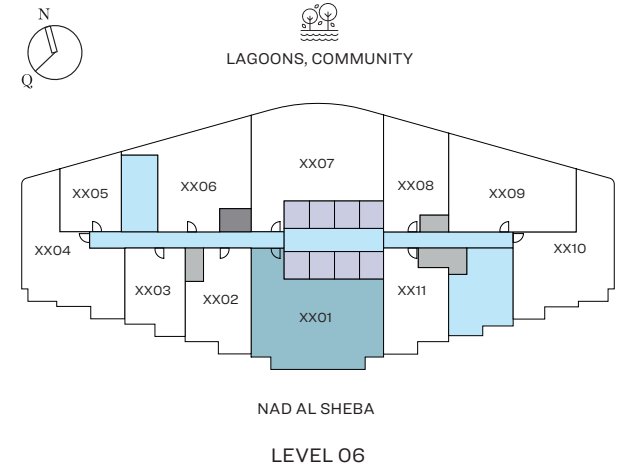 N
Q
LAGOONS, COMMUNITY
XX07
XX05
XX06
XX08
XX09
XX04
XX10
XX03
XX02
XX11
XX01
NAD AL SHEBA
LEVEL 06